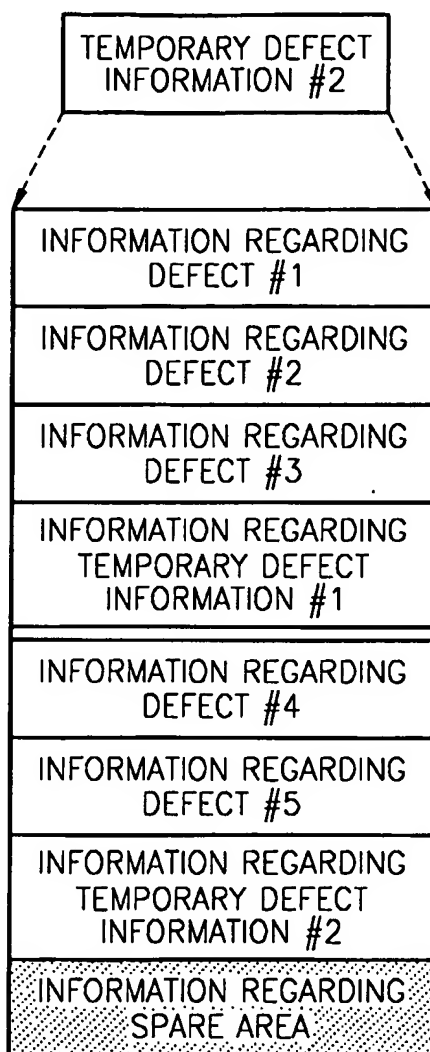 TEMPORARY DEFECT
INFORMATION #2
INFORMATION REGARDING
DEFECT #1
INFORMATION REGARDING
DEFECT #2
INFORMATION REGARDING
DEFECT #3
INFORMATION REGARDING
TEMPORARY DEFECT
INFORMATION #1
INFORMATION REGARDING
DEFECT #4
INFORMATION REGARDING
DEFECT #5
INFORMATION REGARDING
TEMPORARY DEFECT
INFORMATION #2
INFORMATION REGARDING
SPARE AREA